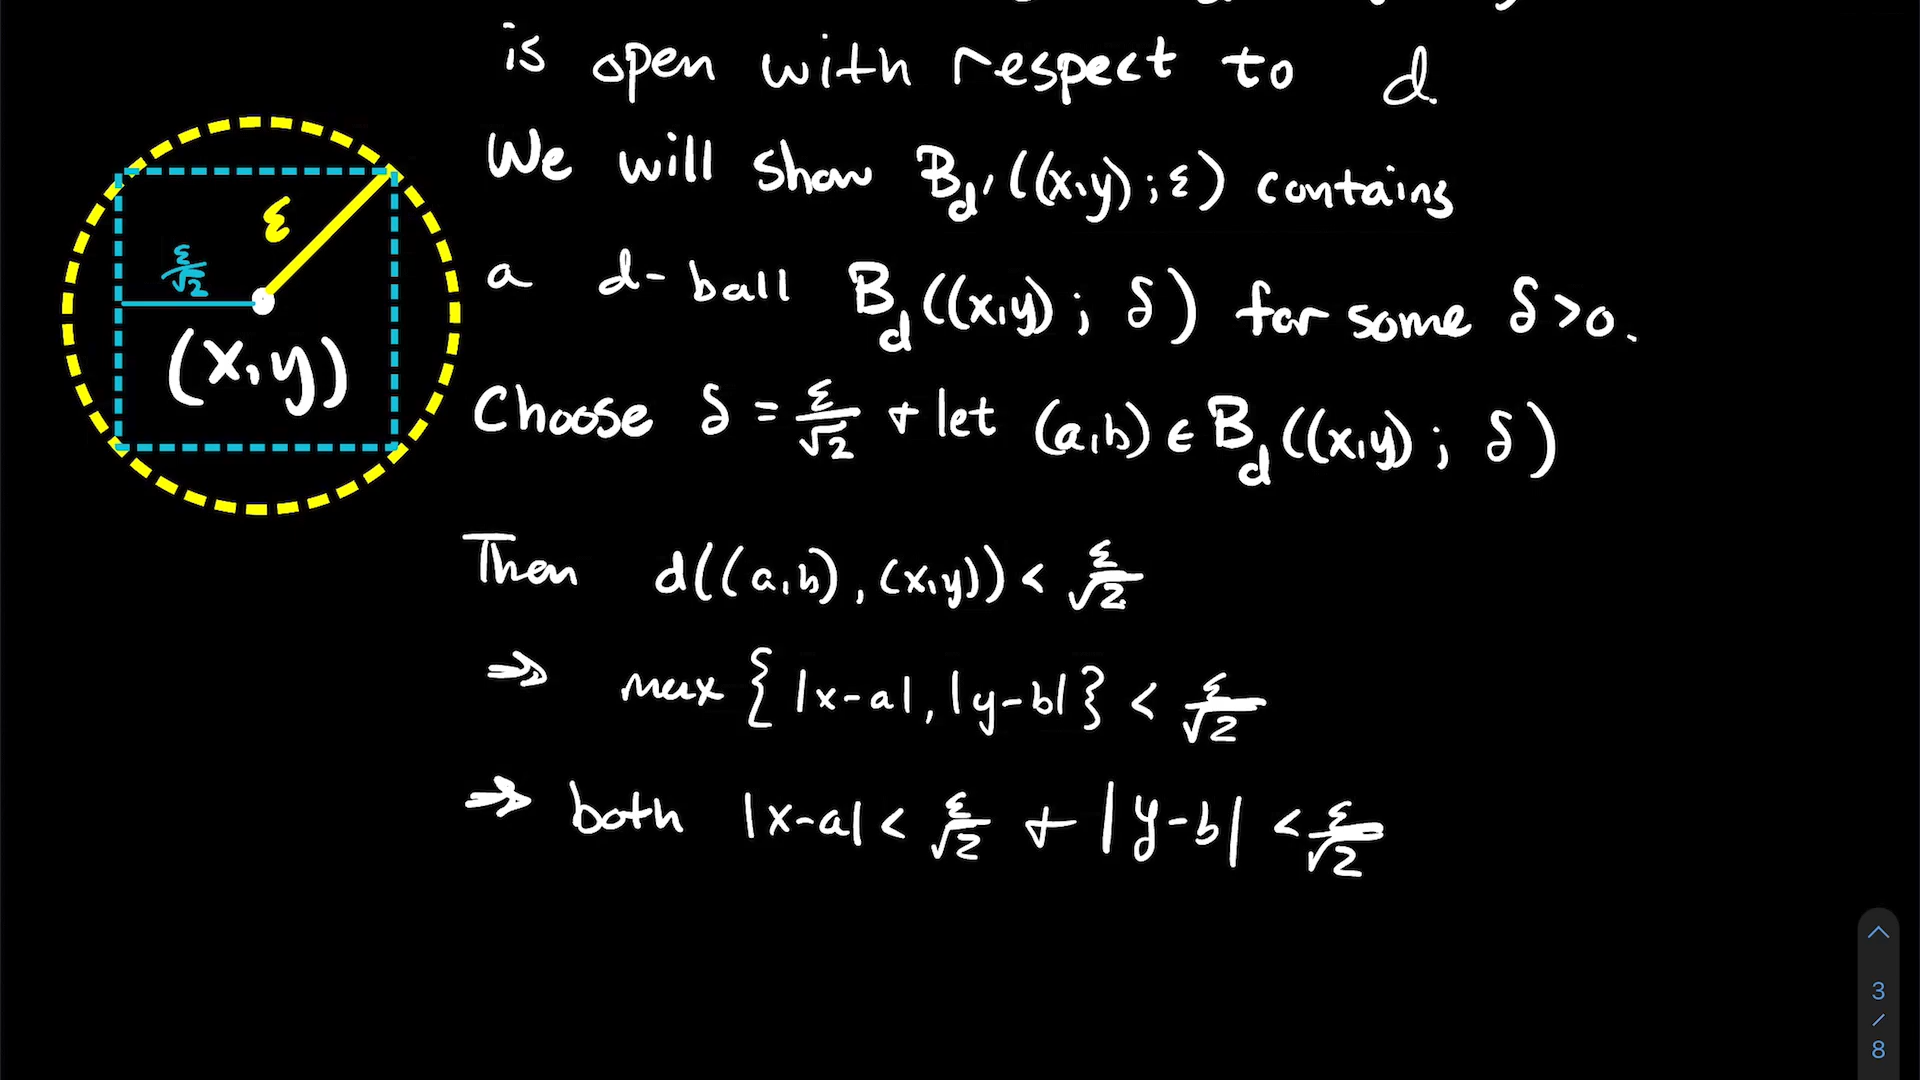 is open with respect to d.
We will show B_d'((x,y); ε) contains
a d-ball B_d((x,y); δ) for some δ>0.
Choose δ = ε/√2 + let (a,b) ∈ B_d((x,y); δ)
Then d((a,b), (x,y)) < ε/√2
⇒ max { |x-a|, |y-b| } < ε/√2
⇒ both |x-a| < ε/√2 + |y-b| < ε/√2
ε
ε/√2
(x,y)
3
/
8